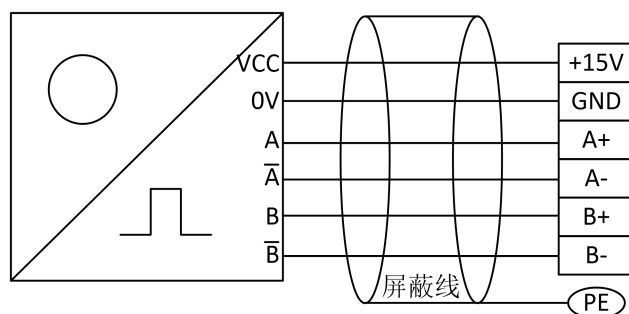 VCC +15V
0V GND
A A+
A̅ A-
B B+
B̅ B-
屏蔽线
PE